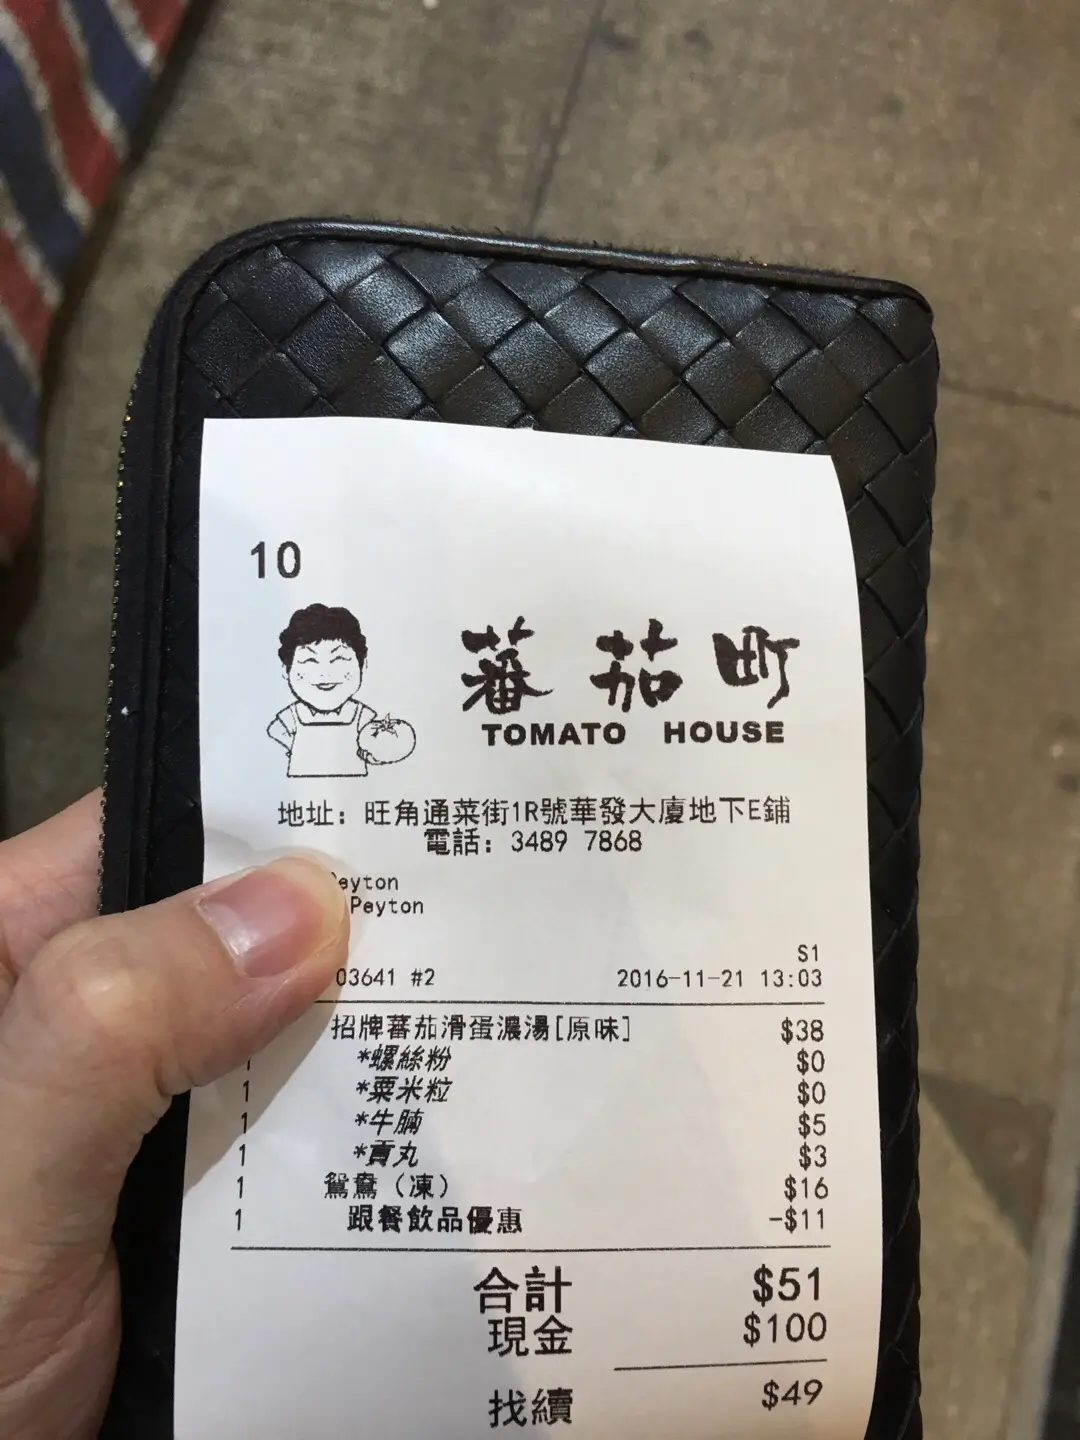 10
蕃茄町
TOMATO HOUSE
地址: 旺角通菜街1R號華發大廈地下E鋪
電話: 3489 7868
Peyton
Peyton
S1
03641 #2 2016-11-21 13:03
招牌蕃茄滑蛋濃湯[原味] $38
1 *螺絲粉 $0
1 *粟米粒 $0
1 *牛腩 $5
1 *貢丸 $3
1 鴛鴦(凍) $16
1 跟餐飲品優惠 -$11
合計 $51
現金 $100
找續 $49